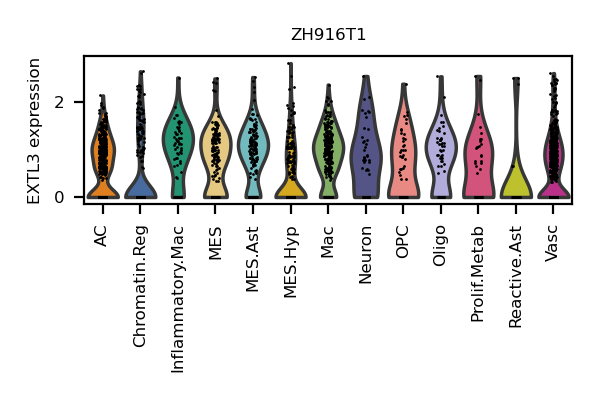 ZH916T1
EXTL3 expression
2
0
AC
Chromatin.Reg
Inflammatory.Mac
MES
MES.Ast
MES.Hyp
Mac
Neuron
OPC
Oligo
Prolif.Metab
Reactive.Ast
Vasc